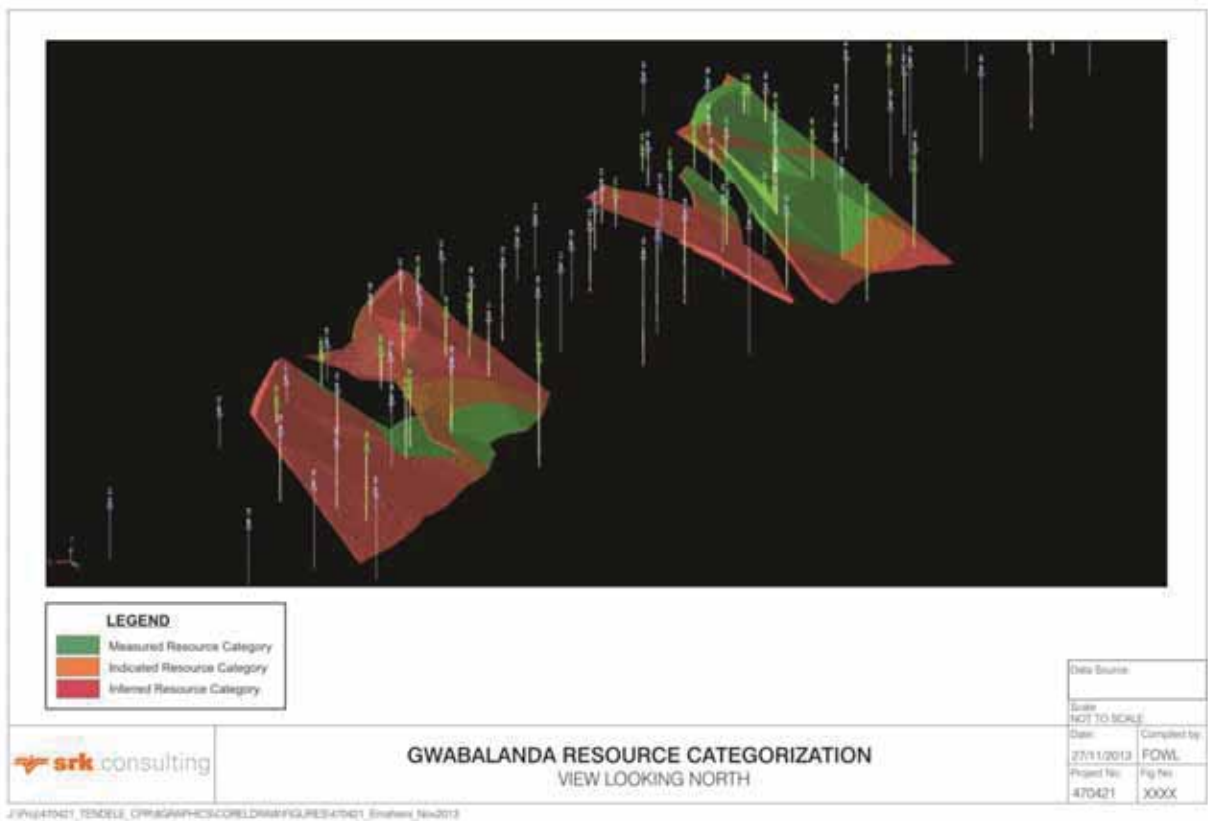 LEGEND
Measured Resource Category
Indicated Resource Category
Inferred Resource Category
Data Source:
Scale
NOT TO SCALE
srk consulting
GWABALANDA RESOURCE CATEGORIZATION
VIEW LOOKING NORTH
Date: Compiled by:
27/11/2013 FOWL
Project No: Fig No:
470421 XXXX